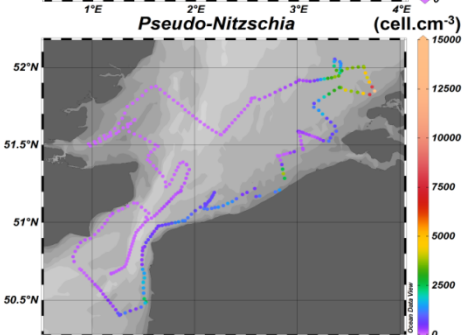 0
1°E 2°E 3°E 4°E
Pseudo-Nitzschia (cell.cm-3)
15000
52°N
12500
10000
51.5°N
7500
51°N
5000
2500
50.5°N
Ocean Data View
0